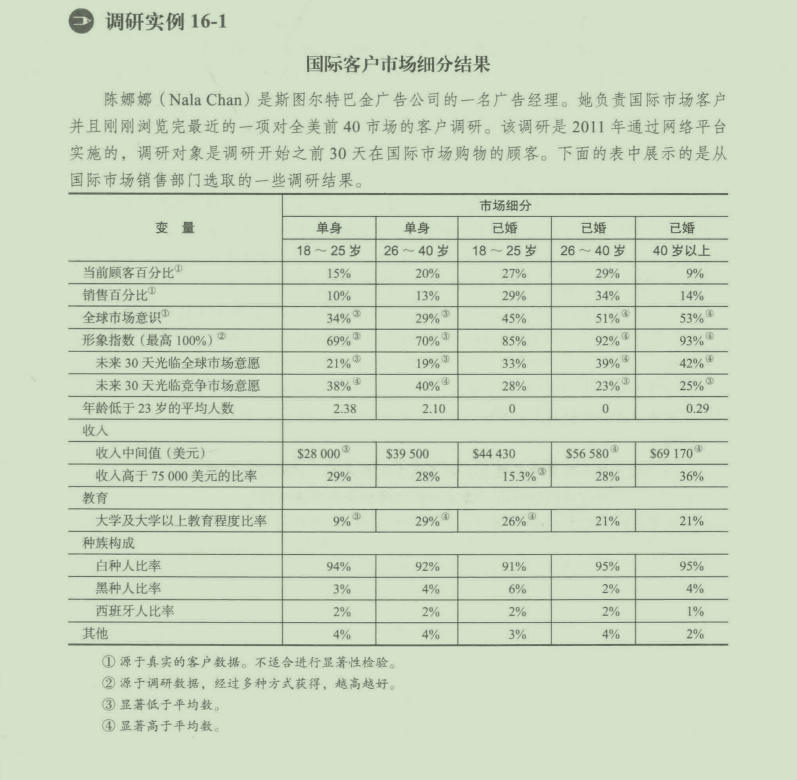 调研实例 16-1
国际客户市场细分结果
陈娜娜（Nala Chan）是斯图尔特巴金广告公司的一名广告经理。她负责国际市场客户
并且刚刚浏览完最近的一项对全美前 40 市场的客户调研。该调研是 2011 年通过网络平台
实施的，调研对象是调研开始之前 30 天在国际市场购物的顾客。下面的表中展示的是从
国际市场销售部门选取的一些调研结果。
变 量 市场细分
单身 单身 已婚 已婚 已婚
18～25岁 26～40岁 18～25岁 26～40岁 40岁以上
当前顾客百分比① 15% 20% 27% 29% 9%
销售百分比① 10% 13% 29% 34% 14%
全球市场意识① 34%③ 29%③ 45% 51%④ 53%④
形象指数（最高 100%）② 69%③ 70%③ 85% 92%④ 93%④
未来 30 天光临全球市场意愿 21%③ 19%③ 33% 39%④ 42%④
未来 30 天光临竞争市场意愿 38%④ 40%④ 28% 23%③ 25%③
年龄低于 23 岁的平均人数 2.38 2.10 0 0 0.29
收入
收入中间值（美元） $28 000③ $39 500 $44 430 $56 580④ $69 170④
收入高于 75 000 美元的比率 29% 28% 15.3%③ 28% 36%
教育
大学及大学以上教育程度比率 9%③ 29%④ 26%④ 21% 21%
种族构成
白种人比率 94% 92% 91% 95% 95%
黑种人比率 3% 4% 6% 2% 4%
西班牙人比率 2% 2% 2% 2% 1%
其他 4% 4% 3% 4% 2%
① 源于真实的客户数据。不适合进行显著性检验。
② 源于调研数据，经过多种方式获得，越高越好。
③ 显著低于平均数。
④ 显著高于平均数。